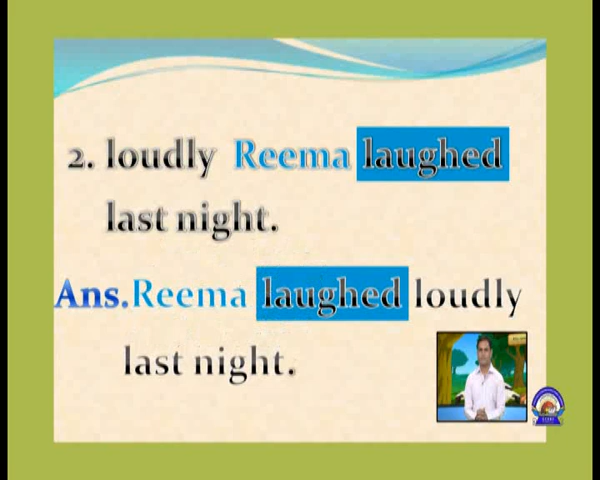 2. loudly Reema laughed
last night.
Ans.Reema laughed loudly
last night.